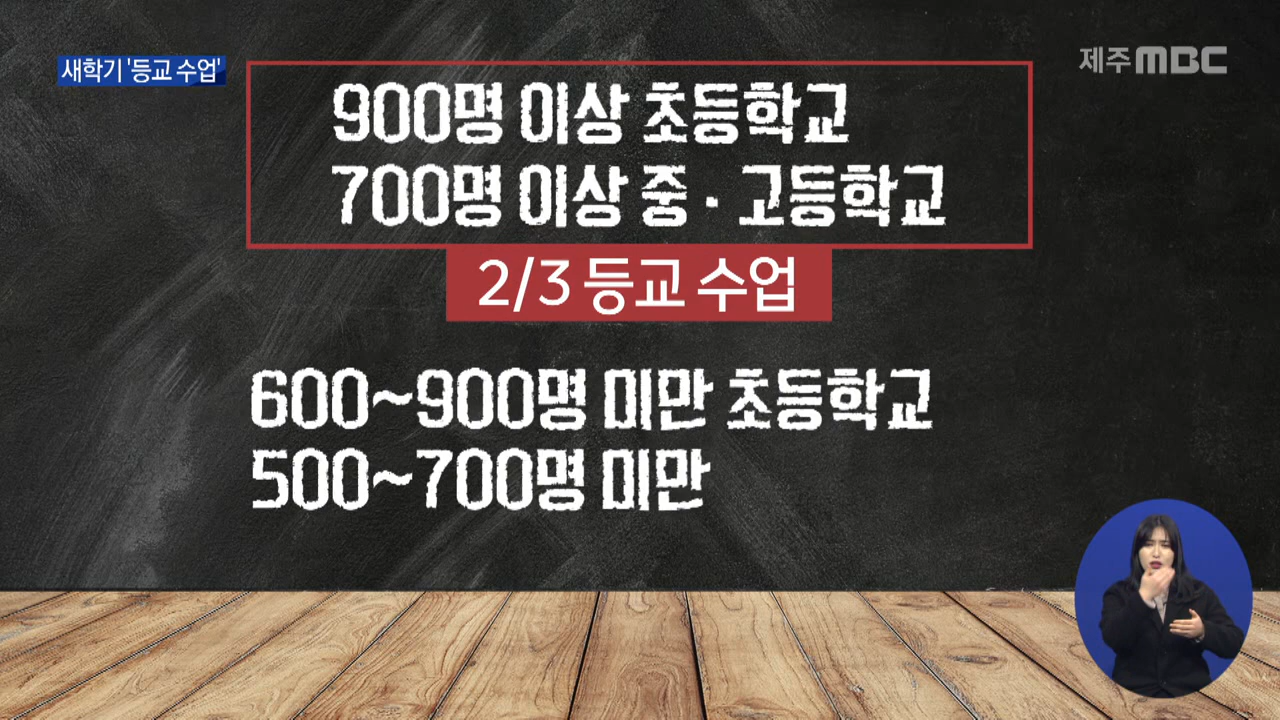 새학기 '등교 수업'
제주MBC
900명 이상 초등학교
700명 이상 중·고등학교
2/3 등교 수업
600~900명 미만 초등학교
500~700명 미만